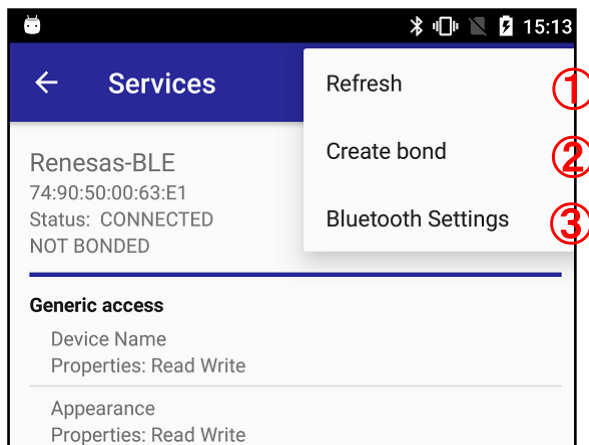 15:13
Services
Refresh ①
Create bond ②
Bluetooth Settings ③
Renesas-BLE
74:90:50:00:63:E1
Status: CONNECTED
NOT BONDED
Generic access
Device Name
Properties: Read Write
Appearance
Properties: Read Write